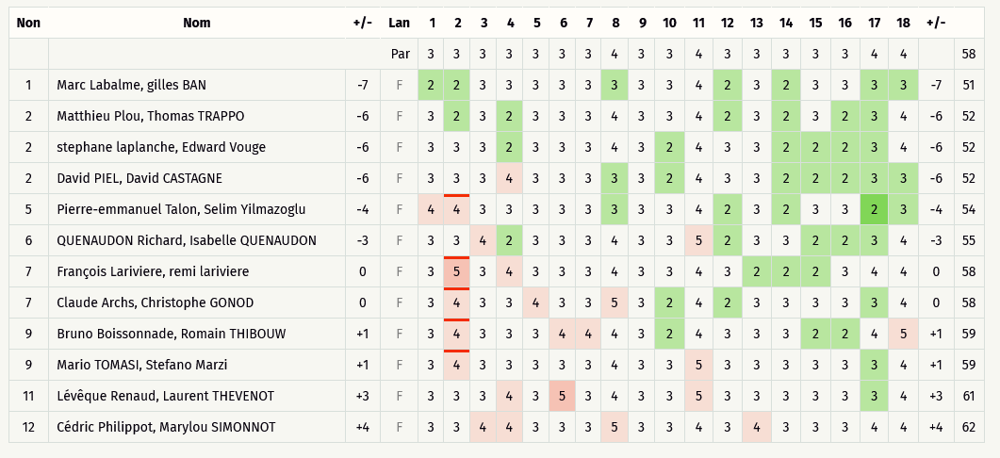 Non Nom +/- Lan 1 2 3 4 5 6 7 8 9 10 11 12 13 14 15 16 17 18 +/-
Par 3 3 3 3 3 3 3 4 3 3 4 3 3 3 3 3 4 4 58
1 Marc Labalme, gilles BAN -7 F 2 2 3 3 3 3 3 3 3 3 4 2 3 2 3 3 3 3 -7 51
2 Matthieu Plou, Thomas TRAPPO -6 F 3 2 3 2 3 3 3 4 3 3 4 2 3 2 3 2 3 4 -6 52
2 stephane laplanche, Edward Vouge -6 F 3 3 3 2 3 3 3 4 3 2 4 3 3 2 2 2 3 4 -6 52
2 David PIEL, David CASTAGNE -6 F 3 3 3 4 3 3 3 3 3 2 4 3 3 2 2 2 3 3 -6 52
5 Pierre-emmanuel Talon, Selim Yilmazoglu -4 F 4 4 3 3 3 3 3 3 3 3 4 2 3 2 3 3 2 3 -4 54
6 QUENAUDON Richard, Isabelle QUENAUDON -3 F 3 3 4 2 3 3 3 4 3 3 5 2 3 3 2 2 3 4 -3 55
7 François Lariviere, remi lariviere 0 F 3 5 3 4 3 3 3 4 3 3 4 3 2 2 2 3 4 4 0 58
7 Claude Archs, Christophe GONOD 0 F 3 4 3 3 4 3 3 5 3 2 4 2 3 3 3 3 3 4 0 58
9 Bruno Boissonnade, Romain THIBOUW +1 F 3 4 3 3 3 4 4 4 3 2 4 3 3 3 2 2 4 5 +1 59
9 Mario TOMASI, Stefano Marzi +1 F 3 4 3 3 3 3 3 4 3 3 5 3 3 3 3 3 3 4 +1 59
11 Lévêque Renaud, Laurent THEVENOT +3 F 3 3 3 4 3 5 3 4 3 3 5 3 3 3 3 3 3 4 +3 61
12 Cédric Philippot, Marylou SIMONNOT +4 F 3 3 4 4 3 3 3 5 3 3 4 3 4 3 3 3 4 4 +4 62